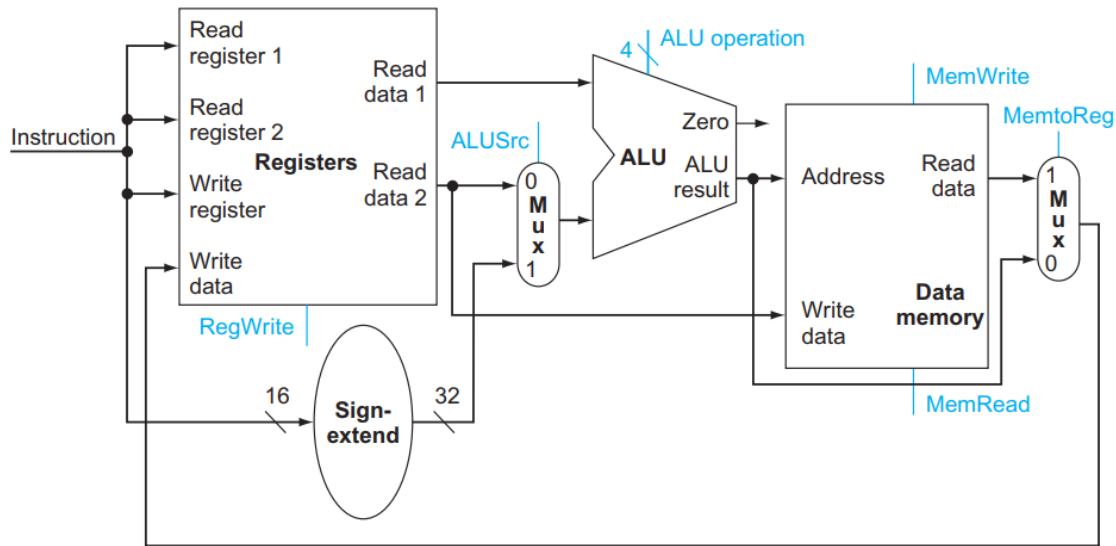 Instruction
Read
register 1
Read
register 2
Write
register
Write
data
Registers
Read
data 1
Read
data 2
RegWrite
16
Sign-
extend
32
ALUSrc
0
M
u
x
1
4
ALU operation
Zero
ALU
ALU
result
MemWrite
Address
Read
data
Write
data
Data
memory
MemRead
MemtoReg
1
M
u
x
0